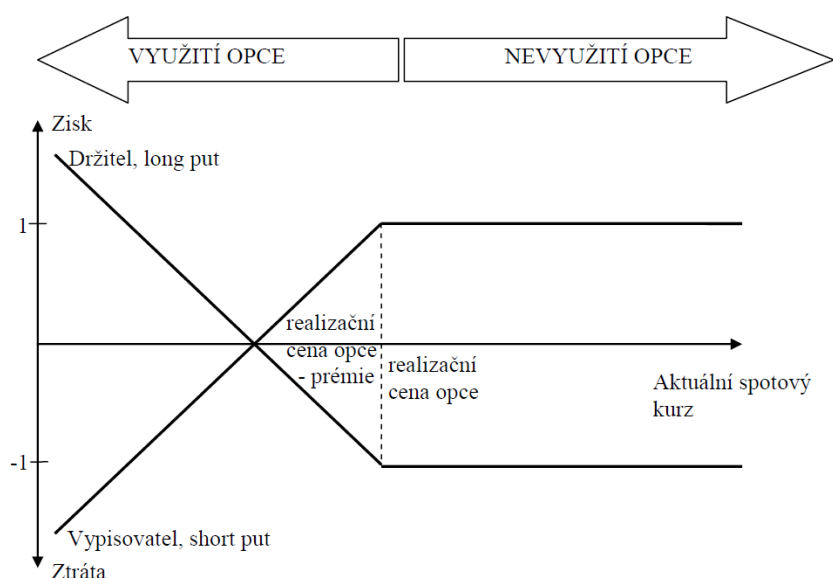 VYUŽITÍ OPCE
NEVYUŽITÍ OPCE
Zisk
Držitel, long put
1
realizační
cena opce
- prémie
realizační
cena opce
Aktuální spotový
kurz
-1
Vypisovatel, short put
Ztráta